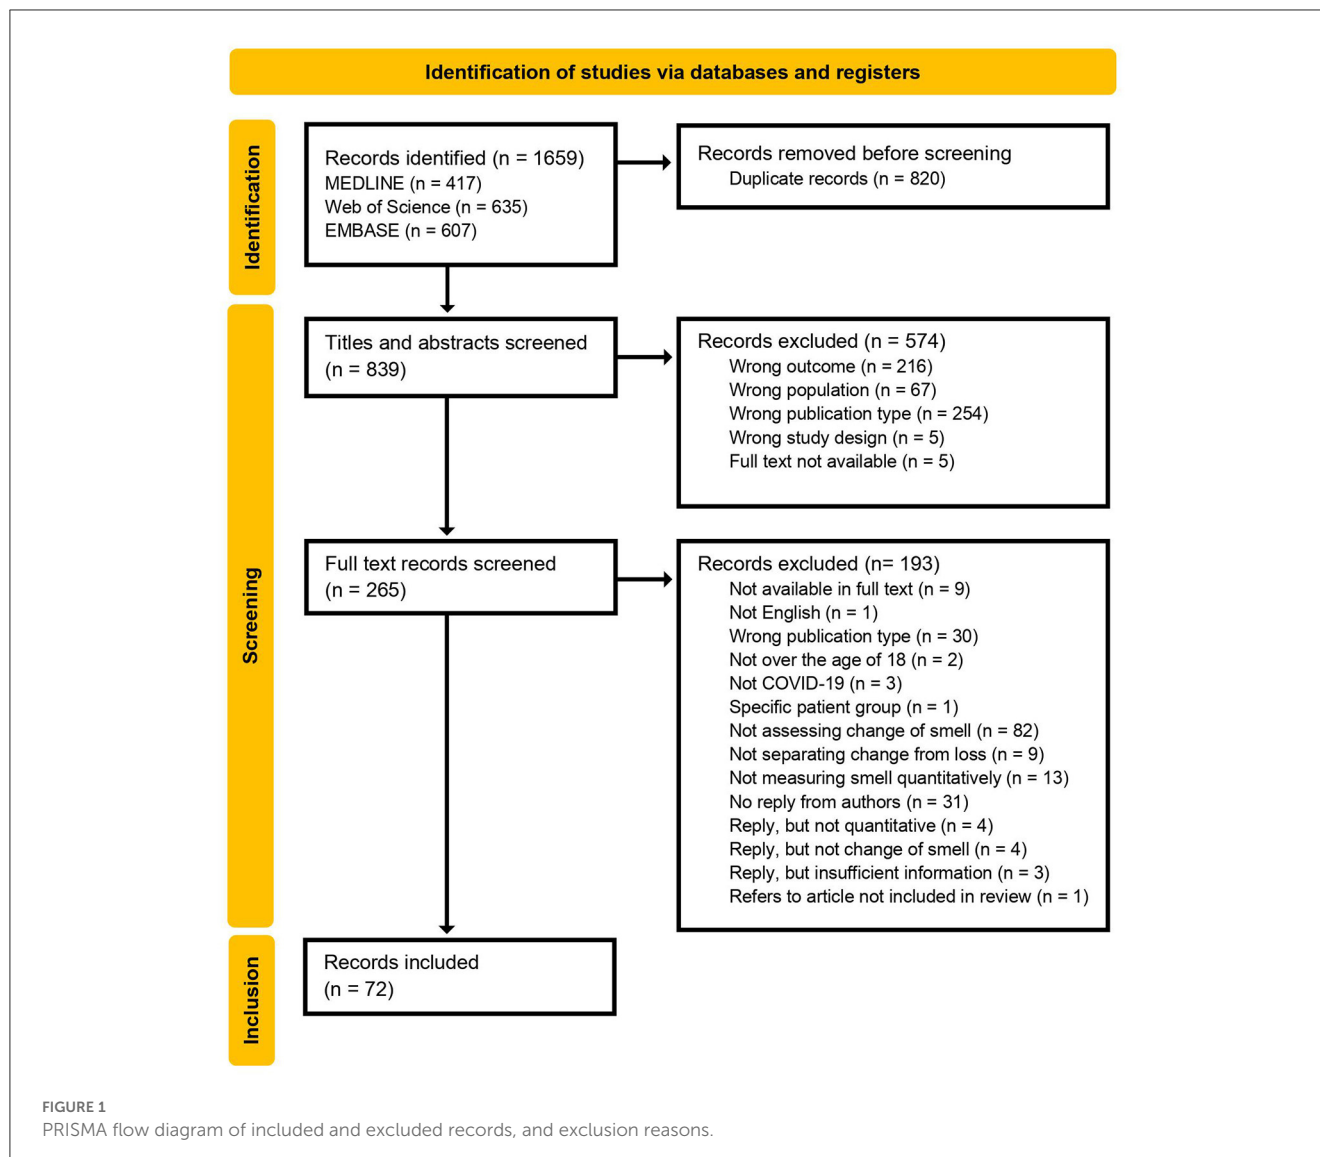 Identification of studies via databases and registers
Identification
Records identified (n = 1659)
MEDLINE (n = 417)
Web of Science (n = 635)
EMBASE (n = 607)
Records removed before screening
Duplicate records (n = 820)
Screening
Titles and abstracts screened
(n = 839)
Records excluded (n = 574)
Wrong outcome (n = 216)
Wrong population (n = 67)
Wrong publication type (n = 254)
Wrong study design (n = 5)
Full text not available (n = 5)
Full text records screened
(n = 265)
Records excluded (n= 193)
Not available in full text (n = 9)
Not English (n = 1)
Wrong publication type (n = 30)
Not over the age of 18 (n = 2)
Not COVID-19 (n = 3)
Specific patient group (n = 1)
Not assessing change of smell (n = 82)
Not separating change from loss (n = 9)
Not measuring smell quantitatively (n = 13)
No reply from authors (n = 31)
Reply, but not quantitative (n = 4)
Reply, but not change of smell (n = 4)
Reply, but insufficient information (n = 3)
Refers to article not included in review (n = 1)
Inclusion
Records included
(n = 72)
FIGURE 1
PRISMA flow diagram of included and excluded records, and exclusion reasons.